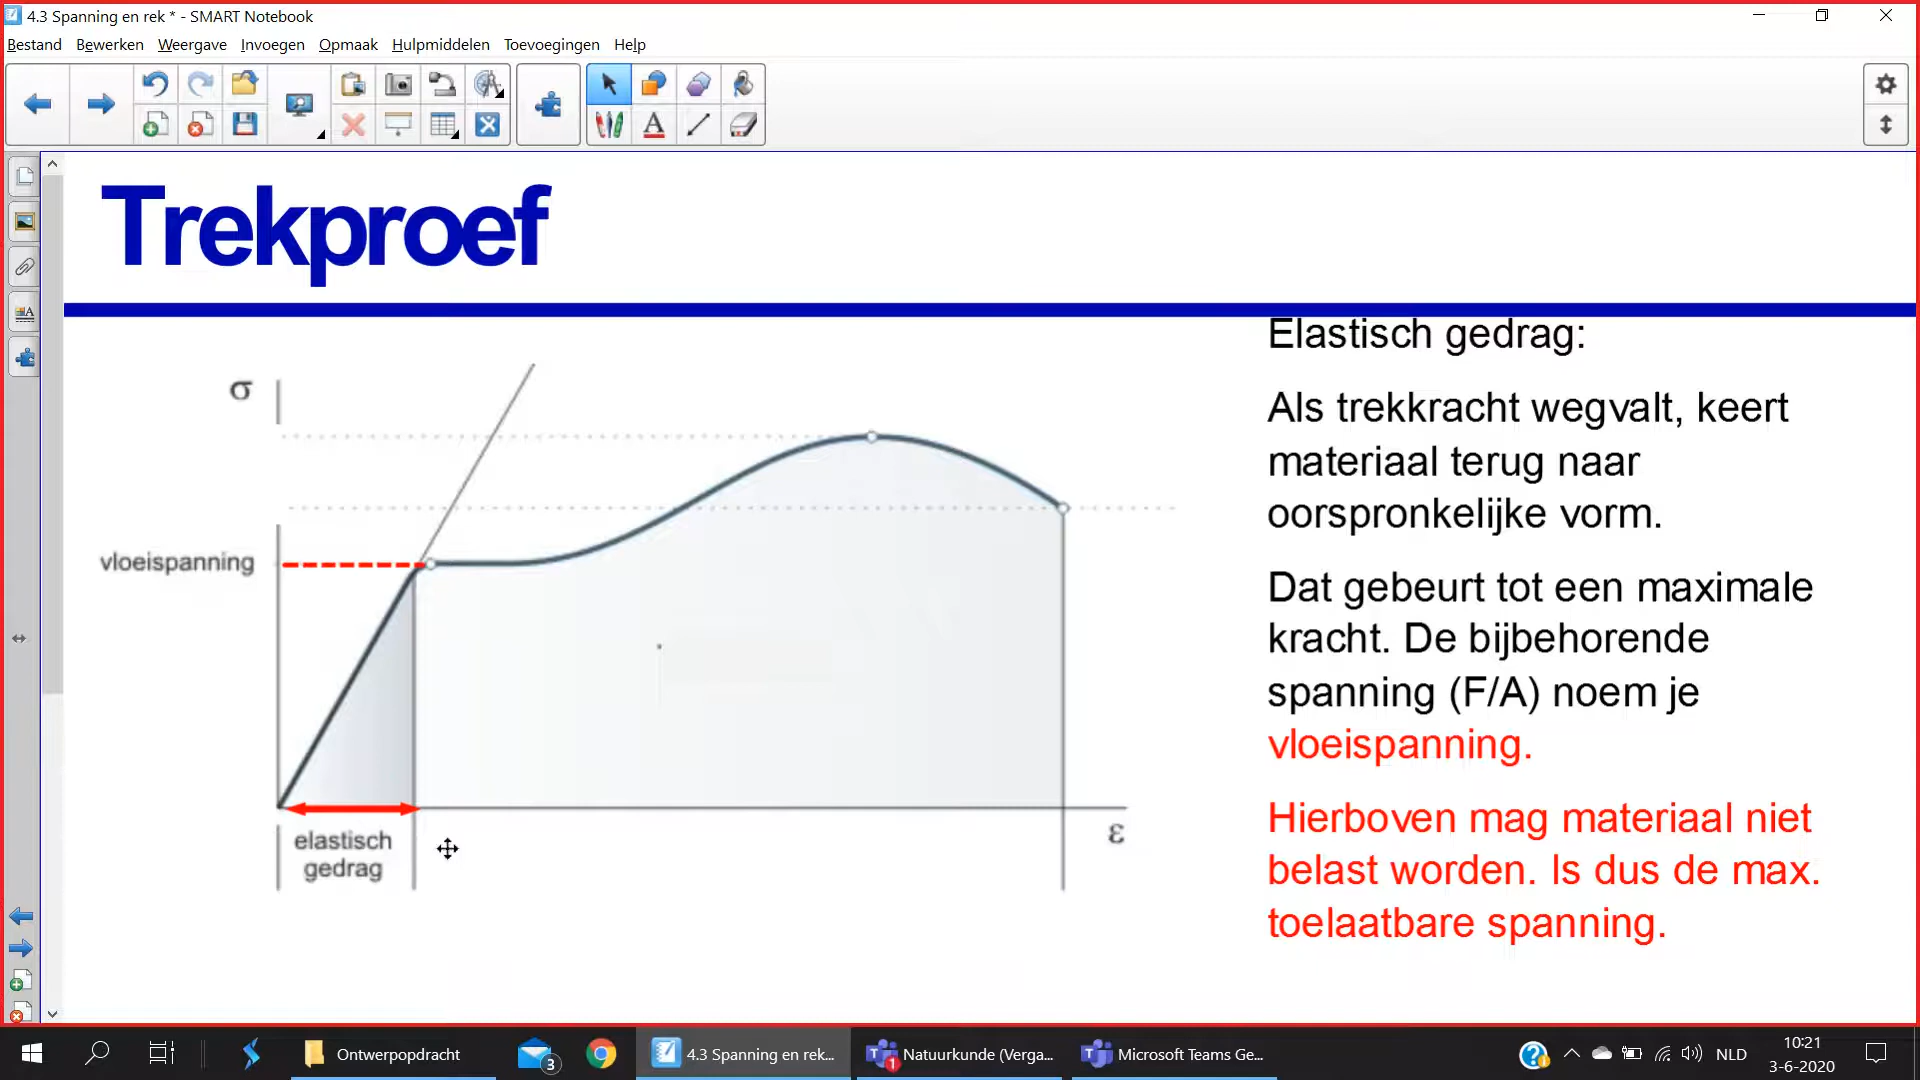 4.3 Spanning en rek * - SMART Notebook
Bestand Bewerken Weergave Invoegen Opmaak Hulpmiddelen Toevoegingen Help
Trekproef
σ
vloeispanning
elastisch
gedrag
ε
Elastisch gedrag:
Als trekkracht wegvalt, keert
materiaal terug naar
oorspronkelijke vorm.
Dat gebeurt tot een maximale
kracht. De bijbehorende
spanning (F/A) noem je
vloeispanning.
Hierboven mag materiaal niet
belast worden. Is dus de max.
toelaatbare spanning.
Ontwerpopdracht
3
4.3 Spanning en rek...
1
Natuurkunde (Verga...
Microsoft Teams Ge...
NLD
10:21
3-6-2020